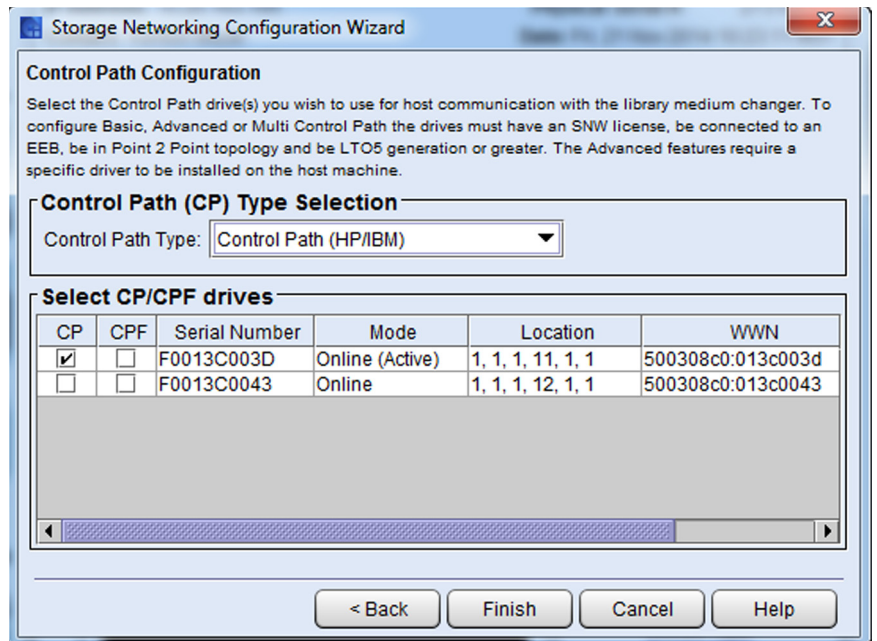 Storage Networking Configuration Wizard
Control Path Configuration
Select the Control Path drive(s) you wish to use for host communication with the library medium changer. To
configure Basic, Advanced or Multi Control Path the drives must have an SNW license, be connected to an
EEB, be in Point 2 Point topology and be LTO5 generation or greater. The Advanced features require a
specific driver to be installed on the host machine.
Control Path (CP) Type Selection
Control Path Type: Control Path (HP/IBM)
Select CP/CPF drives
CP CPF Serial Number Mode Location WWN
F0013C003D Online (Active) 1, 1, 1, 11, 1, 1 500308c0:013c003d
F0013C0043 Online 1, 1, 1, 12, 1, 1 500308c0:013c0043
< Back Finish Cancel Help